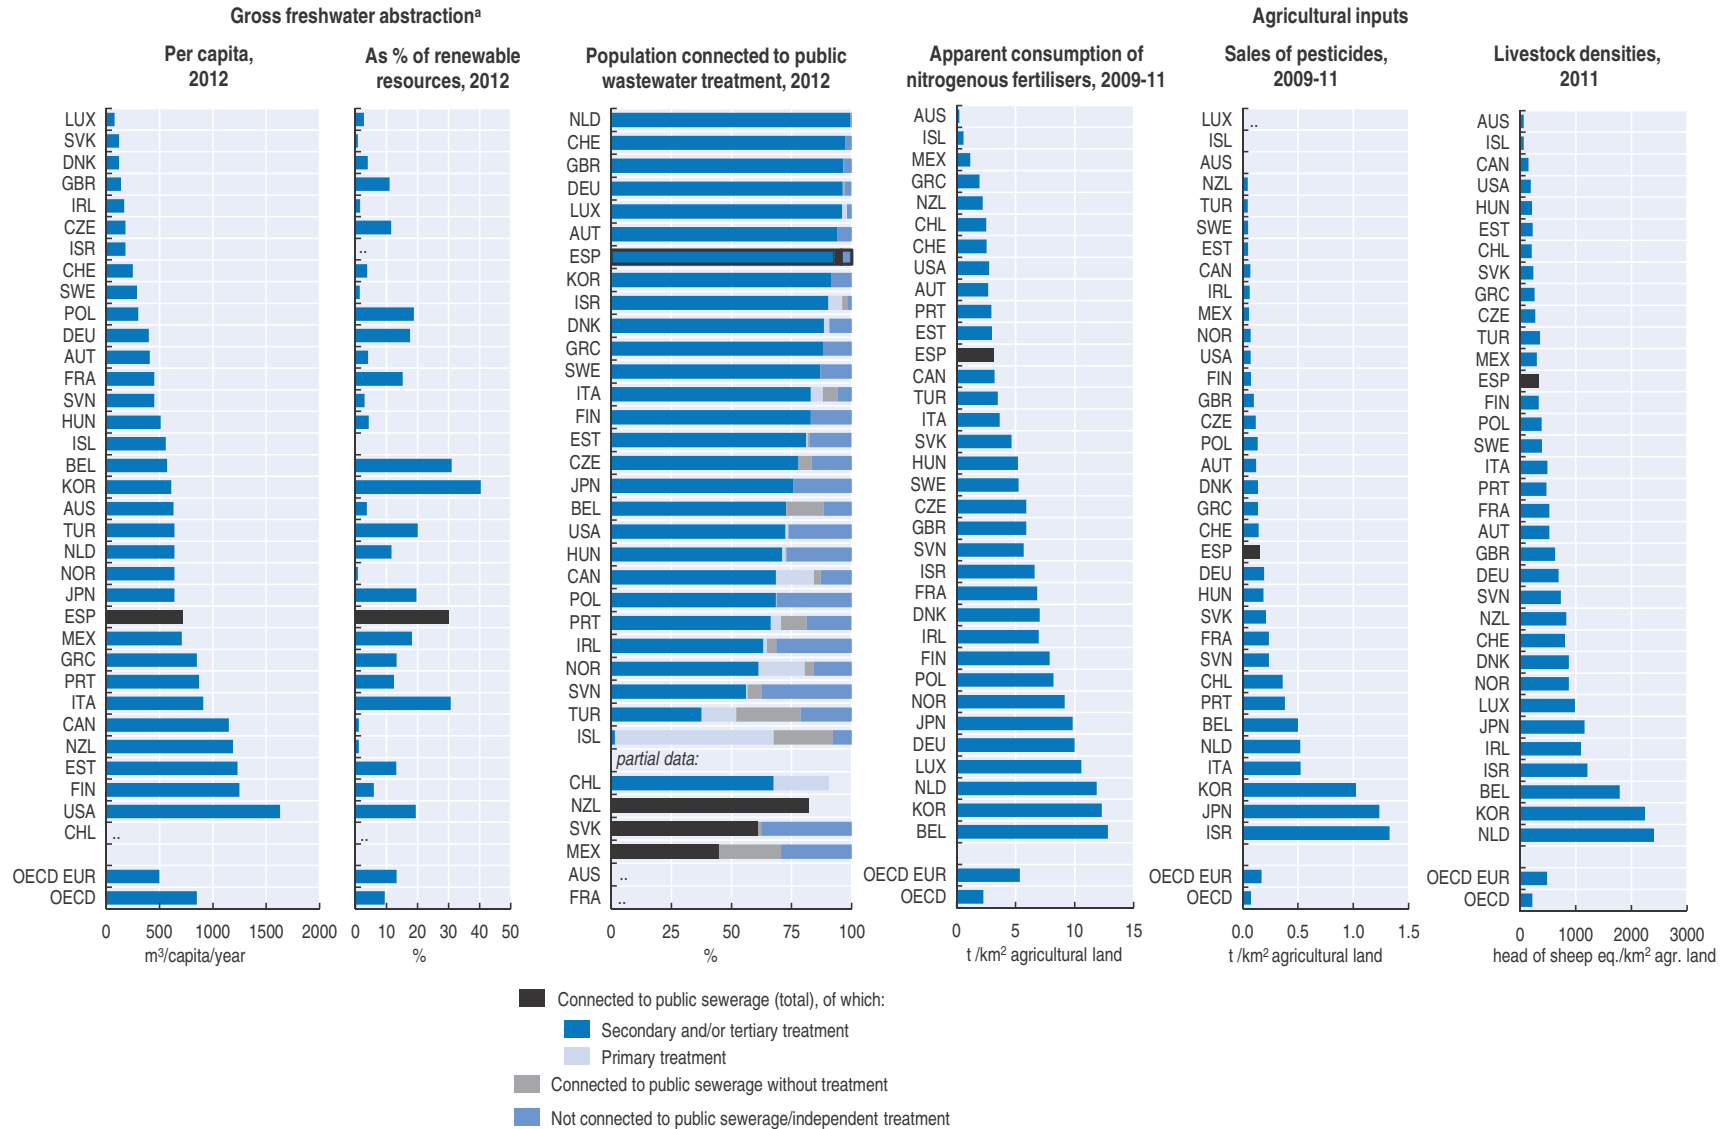 Gross freshwater abstractionᵃ
Agricultural inputs
Per capita,
2012
As % of renewable
resources, 2012
Population connected to public
wastewater treatment, 2012
Apparent consumption of
nitrogenous fertilisers, 2009-11
Sales of pesticides,
2009-11
Livestock densities,
2011
LUX
SVK
DNK
GBR
IRL
CZE
ISR
CHE
SWE
POL
DEU
AUT
FRA
SVN
HUN
ISL
BEL
KOR
AUS
TUR
NLD
NOR
JPN
ESP
MEX
GRC
PRT
ITA
CAN
NZL
EST
FIN
USA
CHL ..
OECD EUR
OECD
0 500 1000 1500 2000
m³/capita/year
..
..
0 10 20 30 40 50
%
NLD
CHE
GBR
DEU
LUX
AUT
ESP
KOR
ISR
DNK
GRC
SWE
ITA
FIN
EST
CZE
JPN
BEL
USA
HUN
CAN
POL
PRT
IRL
NOR
SVN
TUR
ISL
partial data:
CHL
NZL
SVK
MEX
AUS ..
FRA ..
0 25 50 75 100
%
AUS
ISL
MEX
GRC
NZL
CHL
CHE
USA
AUT
PRT
EST
ESP
CAN
TUR
ITA
SVK
HUN
SWE
CZE
GBR
SVN
ISR
FRA
DNK
IRL
FIN
POL
NOR
JPN
DEU
LUX
NLD
KOR
BEL
OECD EUR
OECD
0 5 10 15
t /km² agricultural land
LUX ..
ISL
AUS
NZL
TUR
SWE
EST
CAN
IRL
MEX
NOR
USA
FIN
GBR
CZE
POL
AUT
DNK
GRC
CHE
ESP
DEU
HUN
SVK
FRA
SVN
CHL
PRT
BEL
NLD
ITA
KOR
JPN
ISR
OECD EUR
OECD
0.0 0.5 1.0 1.5
t /km² agricultural land
AUS
ISL
CAN
USA
HUN
EST
CHL
SVK
GRC
CZE
TUR
MEX
ESP
FIN
POL
SWE
ITA
PRT
FRA
AUT
GBR
DEU
SVN
NZL
CHE
DNK
NOR
LUX
JPN
IRL
ISR
BEL
KOR
NLD
OECD EUR
OECD
0 1000 2000 3000
head of sheep eq./km² agr. land
Connected to public sewerage (total), of which:
Secondary and/or tertiary treatment
Primary treatment
Connected to public sewerage without treatment
Not connected to public sewerage/independent treatment